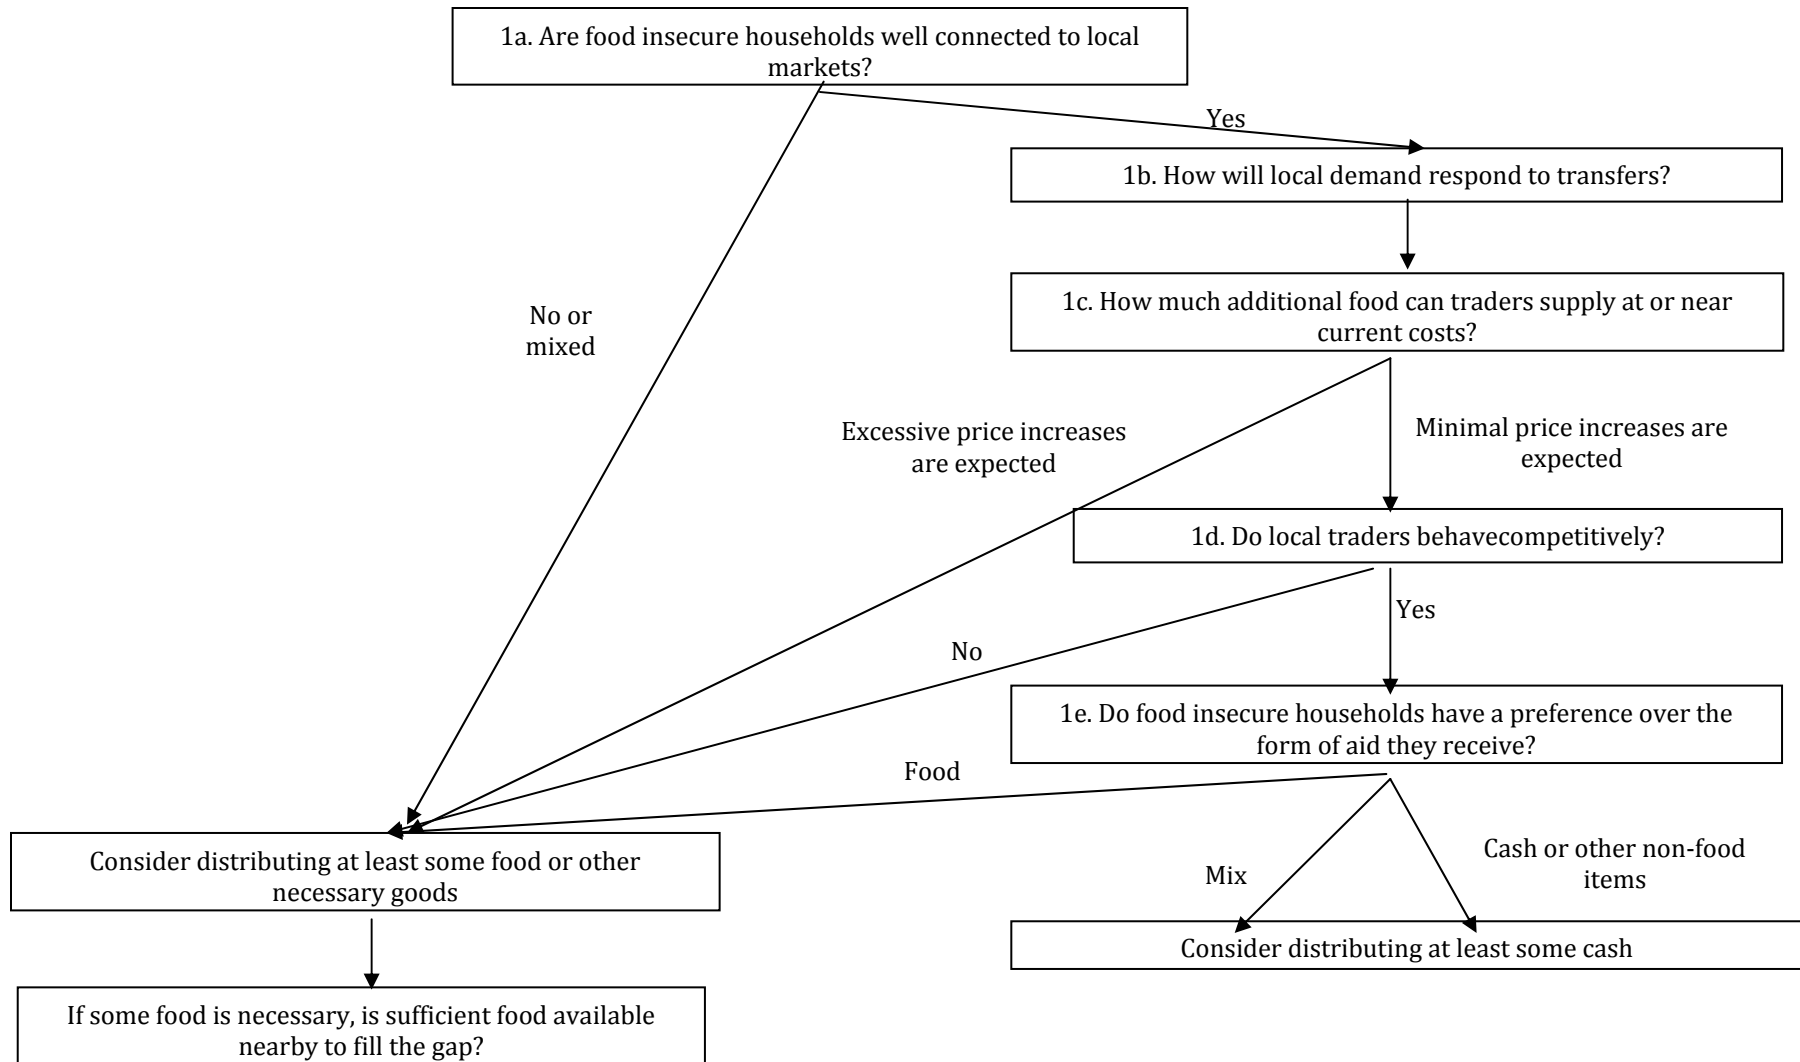 1a. Are food insecure households well connected to local
markets?
Yes
1b. How will local demand respond to transfers?
1c. How much additional food can traders supply at or near
current costs?
No or
mixed
Excessive price increases
are expected
Minimal price increases are
expected
1d. Do local traders behavecompetitively?
Yes
No
1e. Do food insecure households have a preference over the
form of aid they receive?
Food
Consider distributing at least some food or other
necessary goods
Mix
Cash or other non-food
items
Consider distributing at least some cash
If some food is necessary, is sufficient food available
nearby to fill the gap?